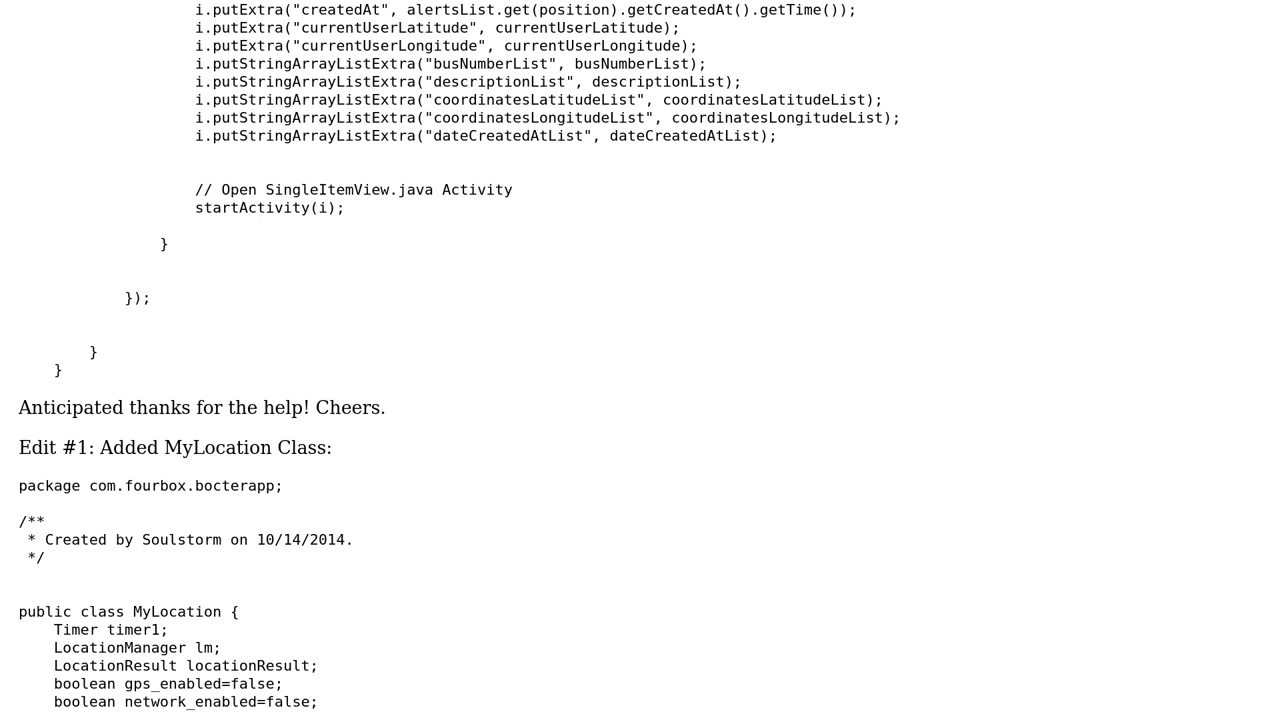 i.putExtra("createdAt", alertsList.get(position).getCreatedAt().getTime());
i.putExtra("currentUserLatitude", currentUserLatitude);
i.putExtra("currentUserLongitude", currentUserLongitude);
i.putStringArrayListExtra("busNumberList", busNumberList);
i.putStringArrayListExtra("descriptionList", descriptionList);
i.putStringArrayListExtra("coordinatesLatitudeList", coordinatesLatitudeList);
i.putStringArrayListExtra("coordinatesLongitudeList", coordinatesLongitudeList);
i.putStringArrayListExtra("dateCreatedAtList", dateCreatedAtList);
// Open SingleItemView.java Activity
startActivity(i);
}
});
}
}
Anticipated thanks for the help! Cheers.
Edit #1: Added MyLocation Class:
package com.fourbox.bocterapp;
/**
* Created by Soulstorm on 10/14/2014.
*/
public class MyLocation {
Timer timer1;
LocationManager lm;
LocationResult locationResult;
boolean gps_enabled=false;
boolean network_enabled=false;